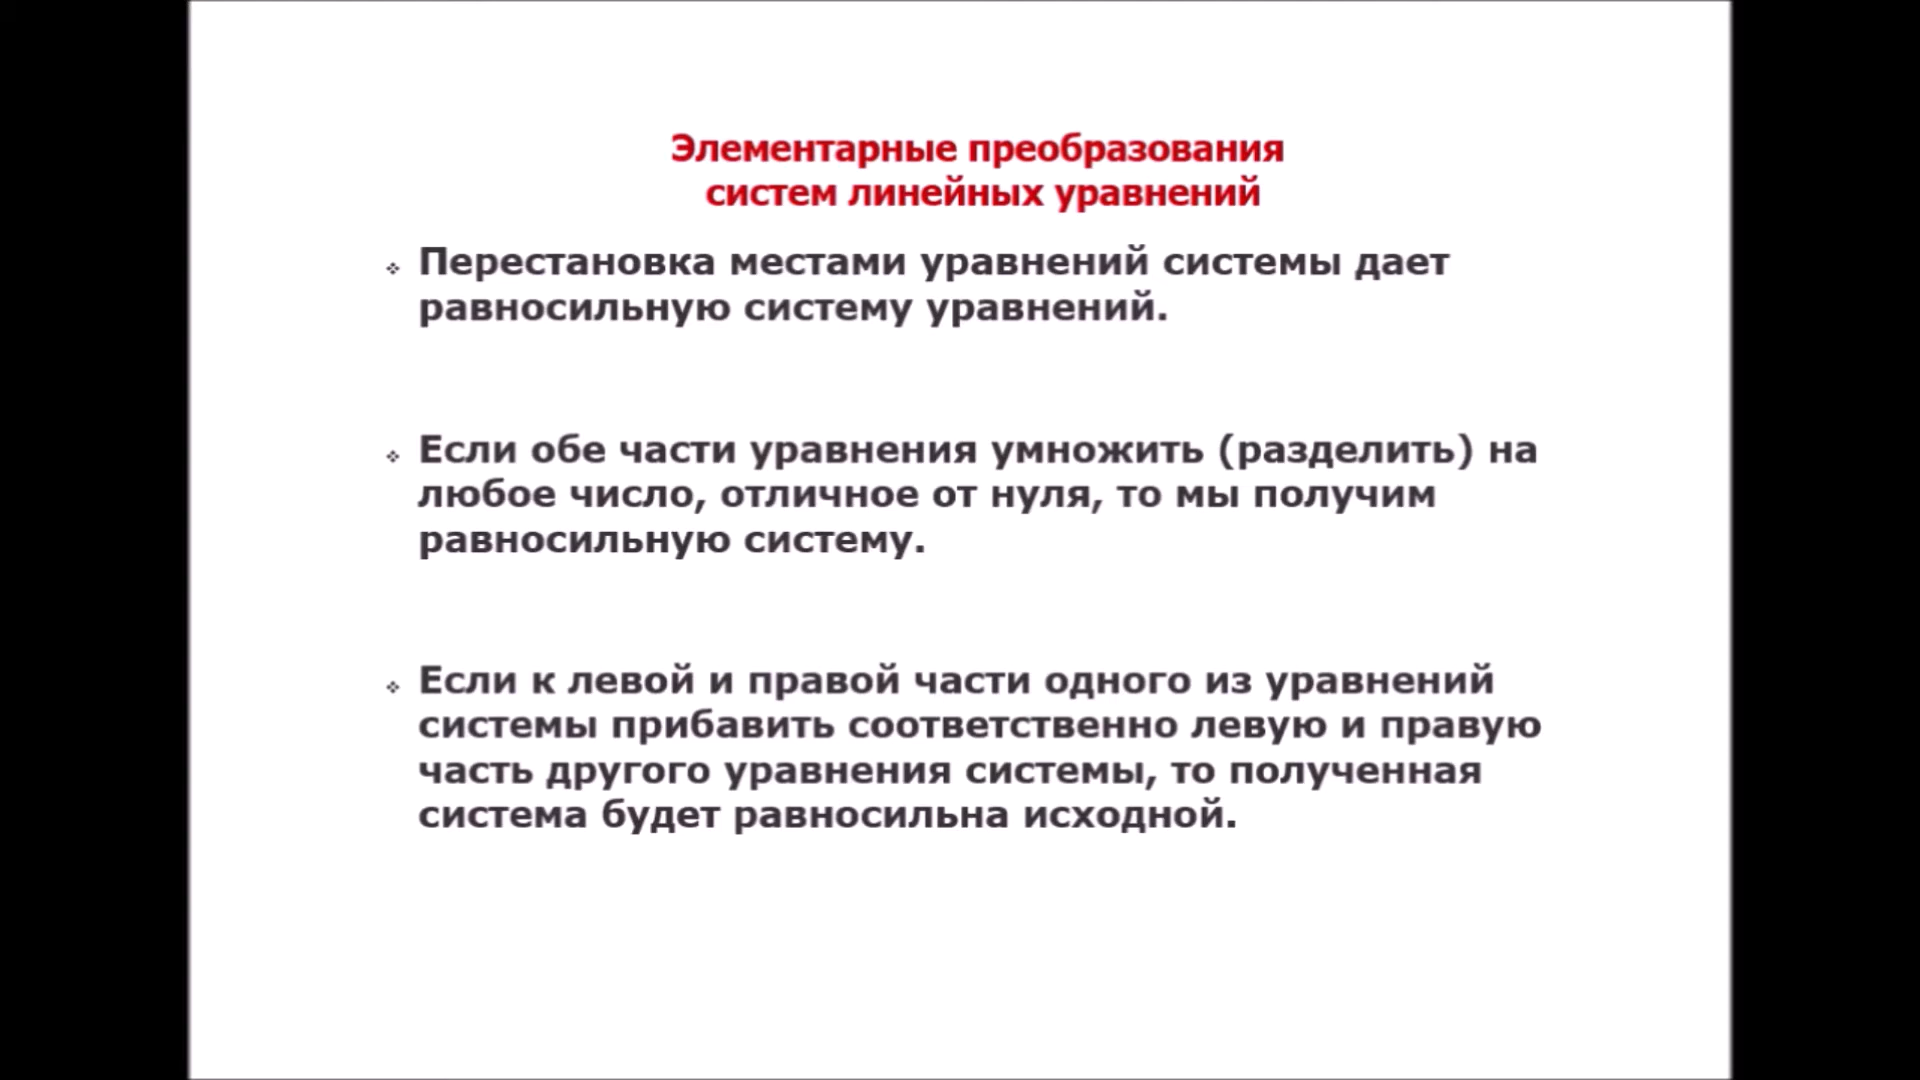 Элементарные преобразования
систем линейных уравнений
Перестановка местами уравнений системы дает
равносильную систему уравнений.
Если обе части уравнения умножить (разделить) на
любое число, отличное от нуля, то мы получим
равносильную систему.
Если к левой и правой части одного из уравнений
системы прибавить соответственно левую и правую
часть другого уравнения системы, то полученная
система будет равносильна исходной.